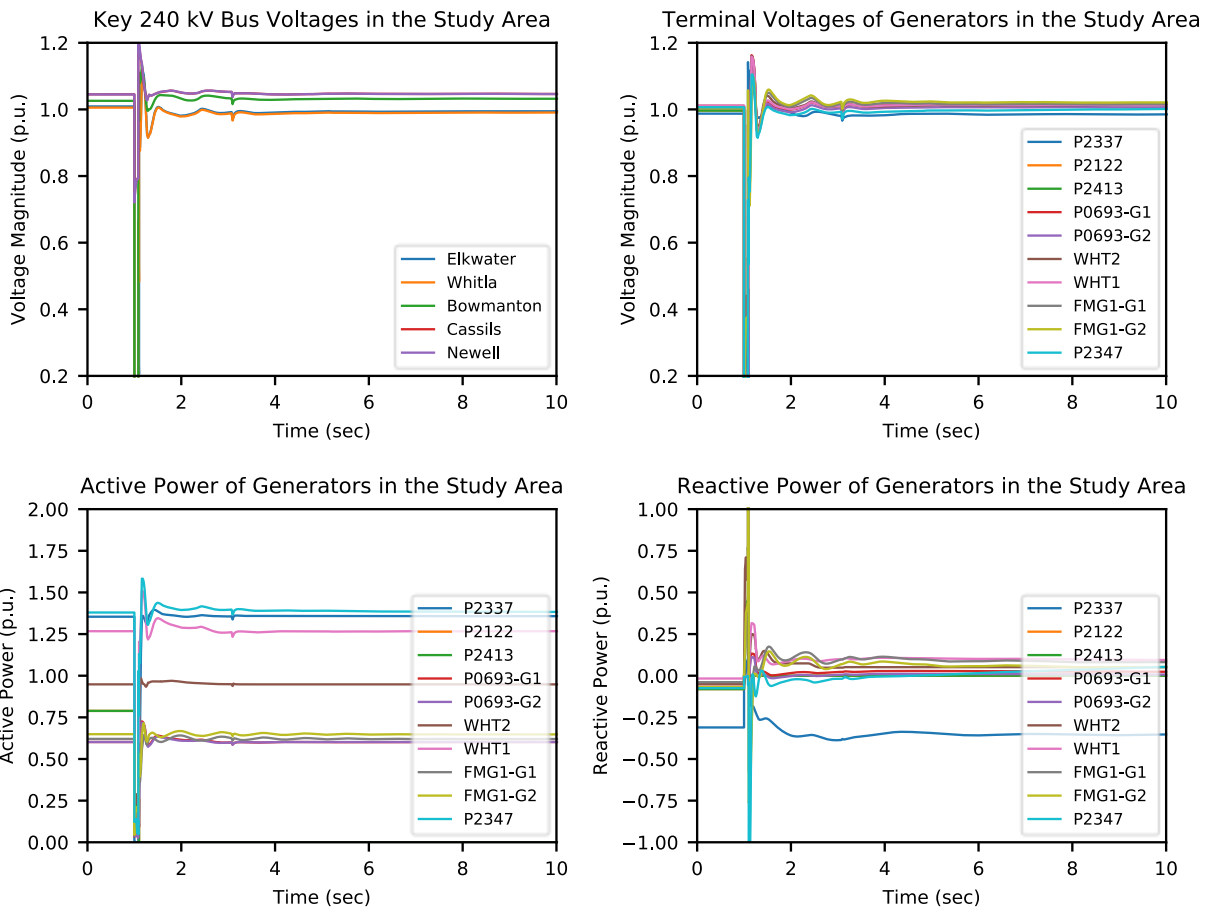 Key 240 kV Bus Voltages in the Study Area
1.2
1.0
0.8
0.6
0.4
0.2
Voltage Magnitude (p.u.)
Elkwater
Whitla
Bowmanton
Cassils
Newell
0 2 4 6 8 10
Time (sec)
Terminal Voltages of Generators in the Study Area
1.2
1.0
0.8
0.6
0.4
0.2
Voltage Magnitude (p.u.)
P2337
P2122
P2413
P0693-G1
P0693-G2
WHT2
WHT1
FMG1-G1
FMG1-G2
P2347
0 2 4 6 8 10
Time (sec)
Active Power of Generators in the Study Area
2.00
1.75
1.50
1.25
1.00
0.75
0.50
0.25
0.00
Active Power (p.u.)
P2337
P2122
P2413
P0693-G1
P0693-G2
WHT2
WHT1
FMG1-G1
FMG1-G2
P2347
0 2 4 6 8 10
Time (sec)
Reactive Power of Generators in the Study Area
1.00
0.75
0.50
0.25
0.00
−0.25
−0.50
−0.75
−1.00
Reactive Power (p.u.)
P2337
P2122
P2413
P0693-G1
P0693-G2
WHT2
WHT1
FMG1-G1
FMG1-G2
P2347
0 2 4 6 8 10
Time (sec)